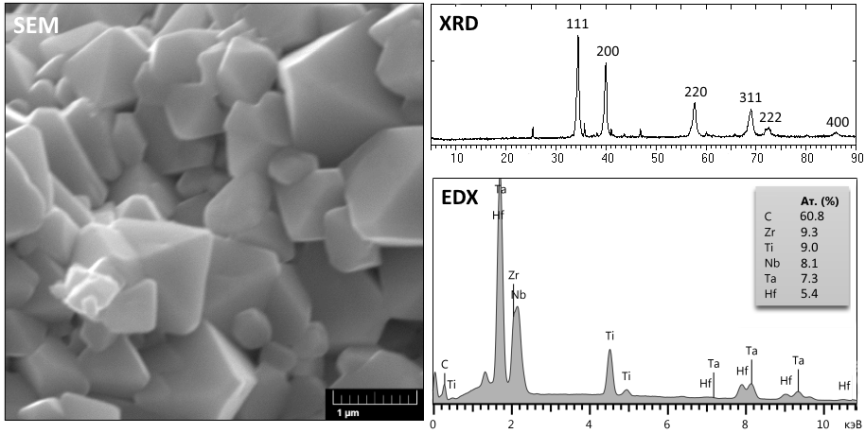 SEM
1 µm
XRD
111
200
220
311
222
400
5 10 20 30 40 50 60 70 80 90
EDX
Ат. (%)
C 60.8
Zr 9.3
Ti 9.0
Nb 8.1
Ta 7.3
Hf 5.4
Ta
Hf
Zr
Nb
C
Ti
Ti
Ti
Ta
Hf
Ta
Hf
Ta
Hf
Hf
2 4 6 8 10 кэВ